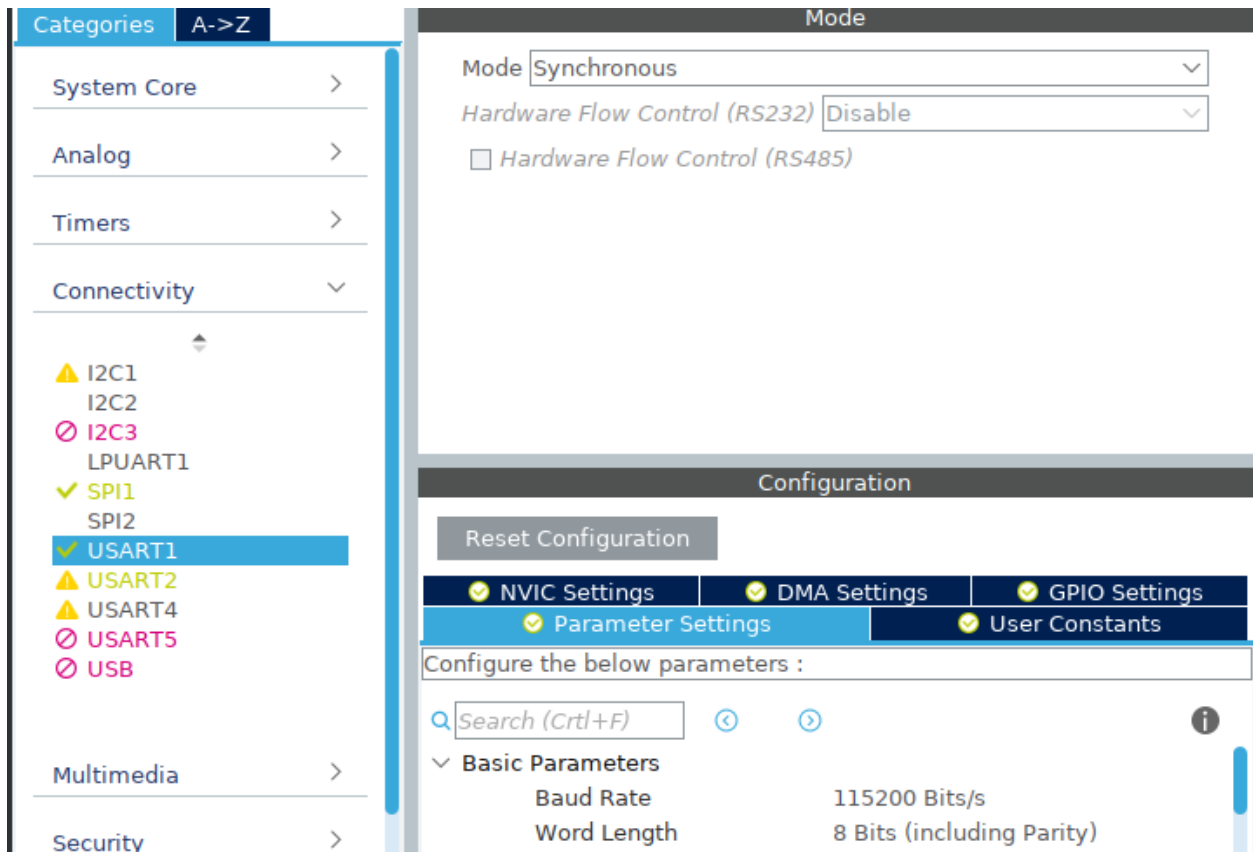 Categories
A->Z
System Core
Analog
Timers
Connectivity
I2C1
I2C2
I2C3
LPUART1
SPI1
SPI2
USART1
USART2
USART4
USART5
USB
Multimedia
Security
Mode
Mode Synchronous
Hardware Flow Control (RS232) Disable
Hardware Flow Control (RS485)
Configuration
Reset Configuration
NVIC Settings
DMA Settings
GPIO Settings
Parameter Settings
User Constants
Configure the below parameters :
Search (Crtl+F)
Basic Parameters
Baud Rate 115200 Bits/s
Word Length 8 Bits (including Parity)